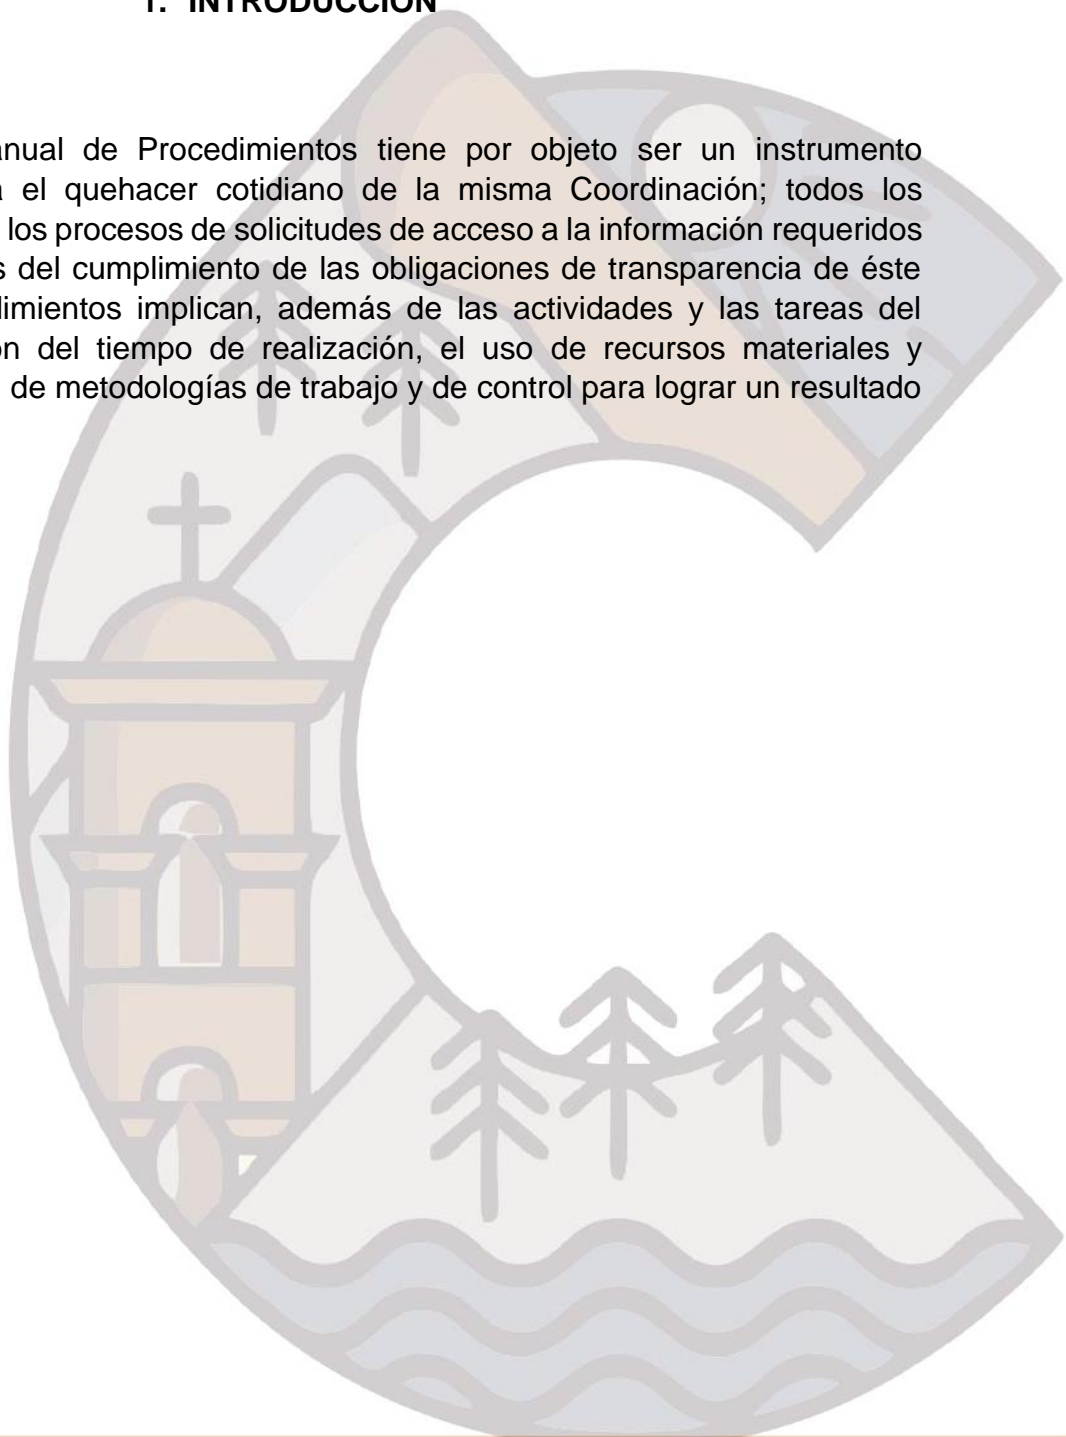 1. INTRODUCCIÓN
anual de Procedimientos tiene por objeto ser un instrumento
a el quehacer cotidiano de la misma Coordinación; todos los
los procesos de solicitudes de acceso a la información requeridos
s del cumplimiento de las obligaciones de transparencia de éste
dimientos implican, además de las actividades y las tareas del
ón del tiempo de realización, el uso de recursos materiales y
de metodologías de trabajo y de control para lograr un resultado